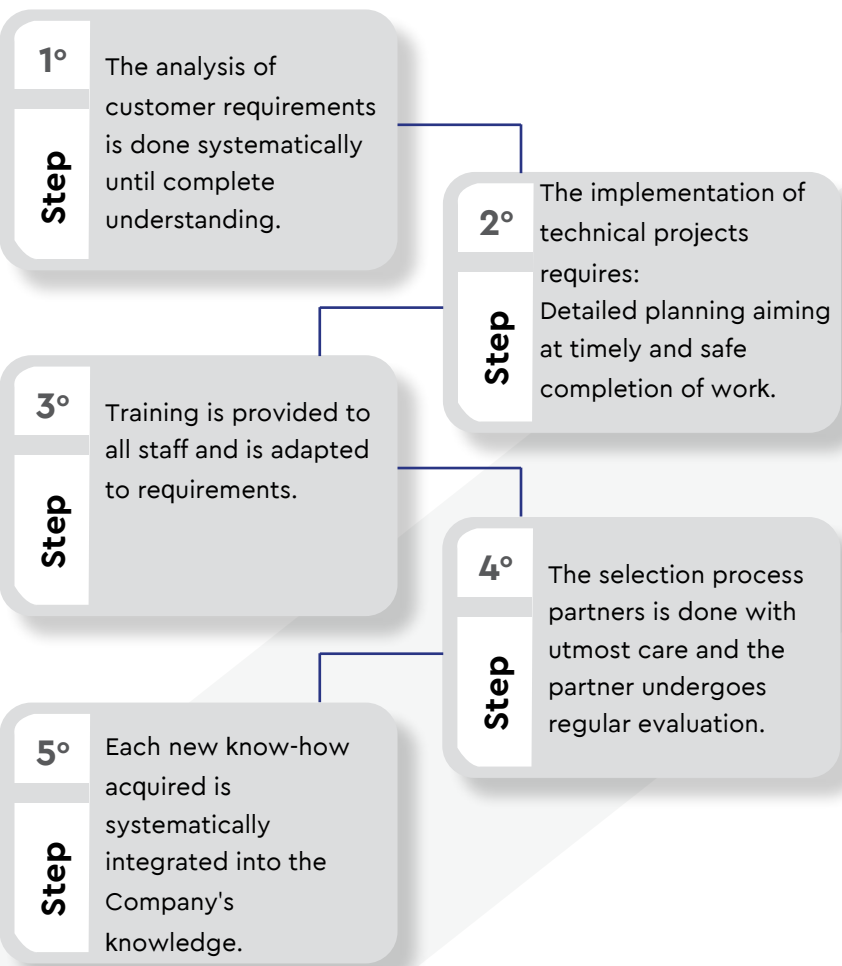 1°
Step
The analysis of
customer requirements
is done systematically
until complete
understanding.
2°
Step
The implementation of
technical projects
requires:
Detailed planning aiming
at timely and safe
completion of work.
3°
Step
Training is provided to
all staff and is adapted
to requirements.
4°
Step
The selection process
partners is done with
utmost care and the
partner undergoes
regular evaluation.
5°
Step
Each new know-how
acquired is
systematically
integrated into the
Company's
knowledge.